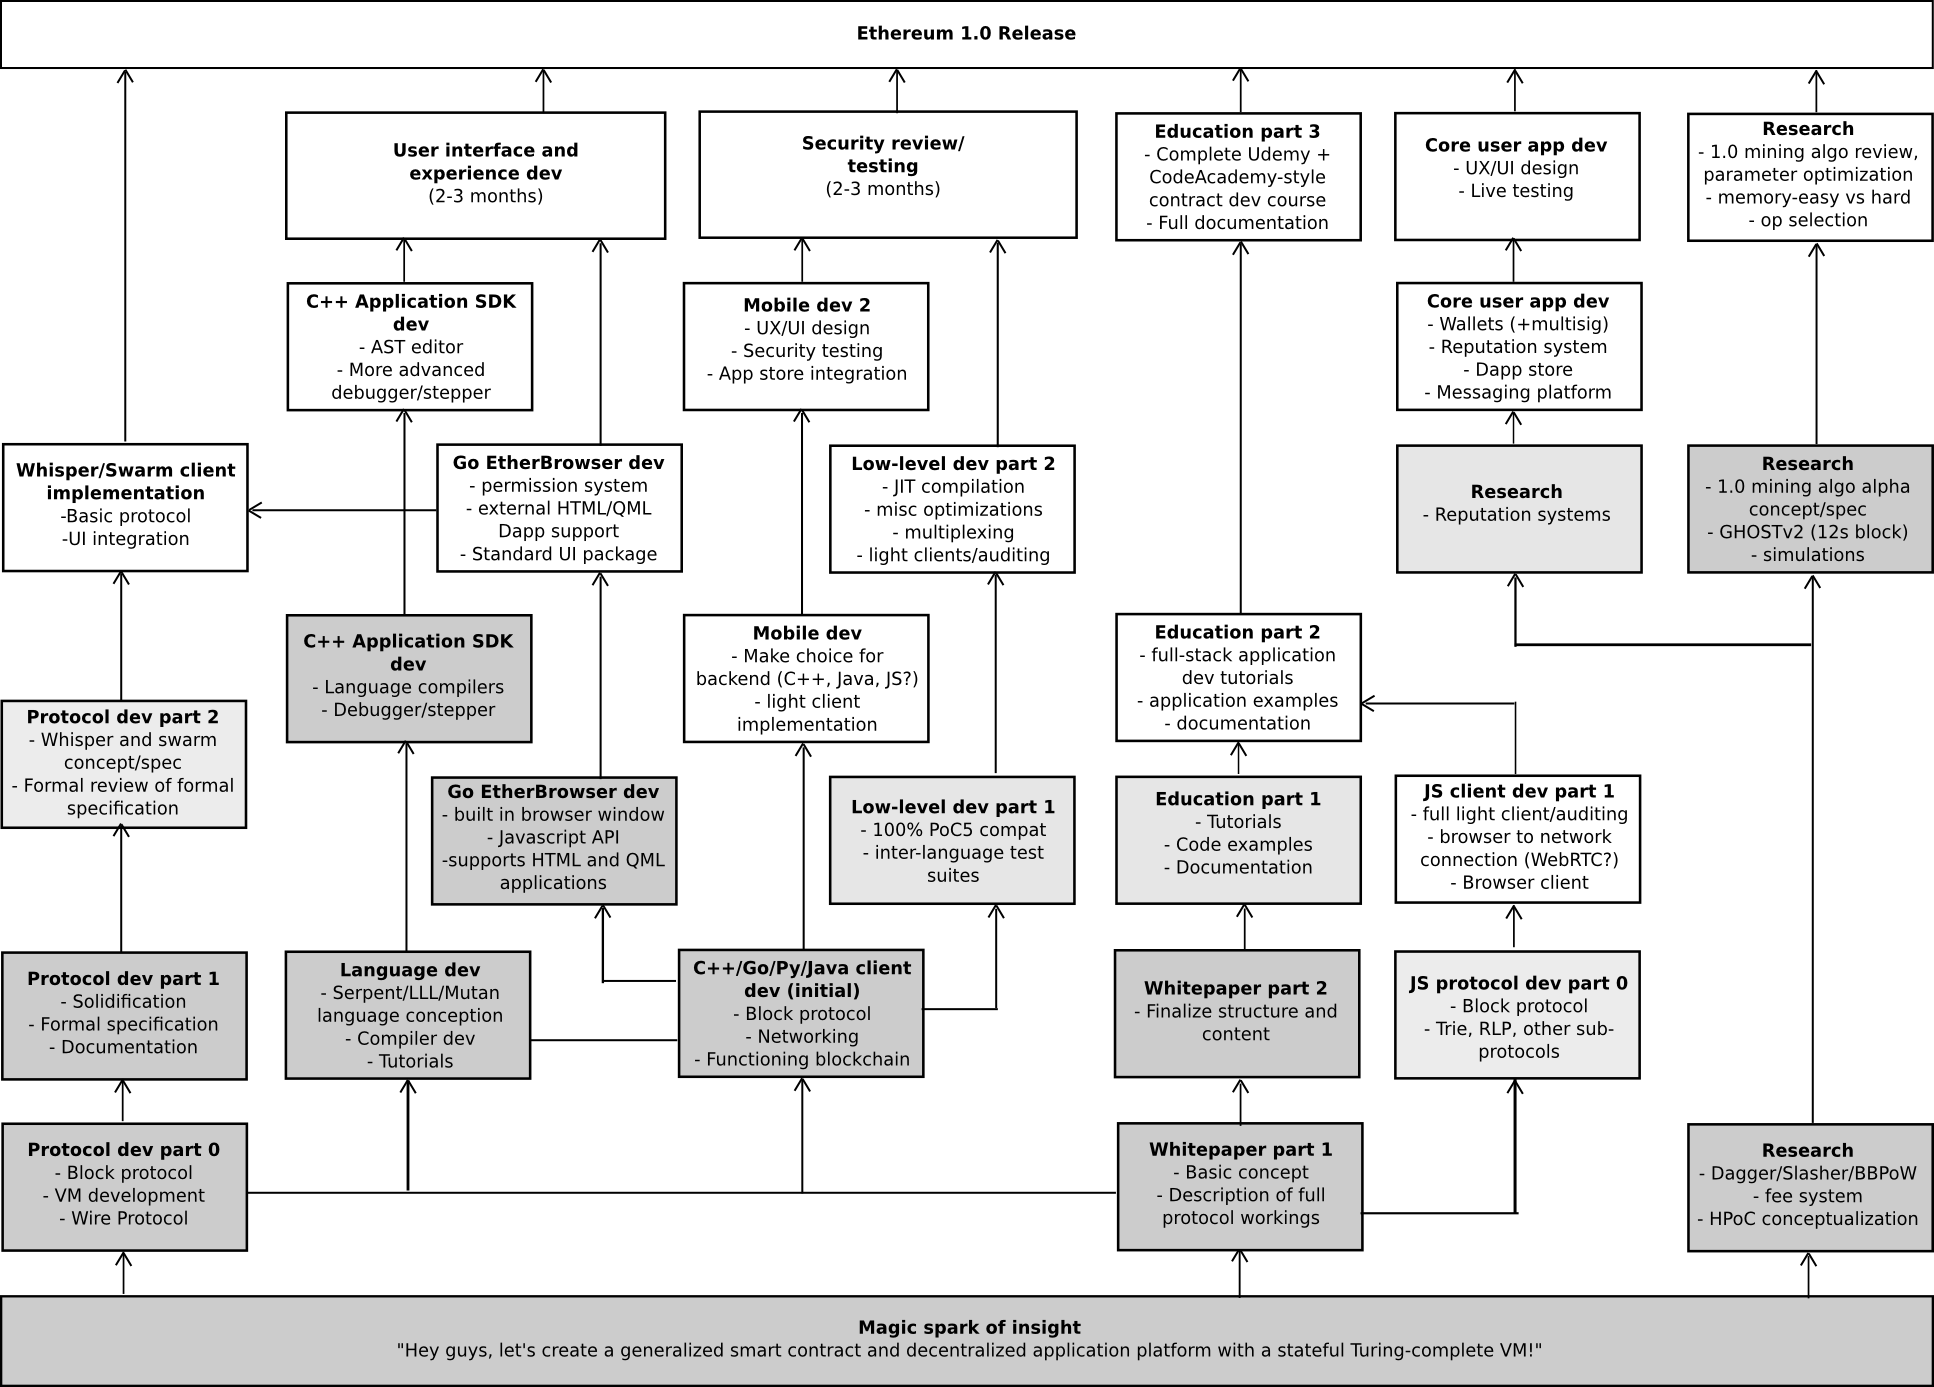 Ethereum 1.0 Release
User interface and
experience dev
(2-3 months)
Security review/
testing
(2-3 months)
Education part 3
- Complete Udemy +
CodeAcademy-style
contract dev course
- Full documentation
Core user app dev
- UX/UI design
- Live testing
Research
- 1.0 mining algo review,
parameter optimization
- memory-easy vs hard
- op selection
C++ Application SDK
dev
- AST editor
- More advanced
debugger/stepper
Mobile dev 2
- UX/UI design
- Security testing
- App store integration
Core user app dev
- Wallets (+multisig)
- Reputation system
- Dapp store
- Messaging platform
Whisper/Swarm client
implementation
-Basic protocol
-UI integration
Go EtherBrowser dev
- permission system
- external HTML/QML
Dapp support
- Standard UI package
Low-level dev part 2
- JIT compilation
- misc optimizations
- multiplexing
- light clients/auditing
Research
- Reputation systems
Research
- 1.0 mining algo alpha
concept/spec
- GHOSTv2 (12s block)
- simulations
C++ Application SDK
dev
- Language compilers
- Debugger/stepper
Mobile dev
- Make choice for
backend (C++, Java, JS?)
- light client
implementation
Education part 2
- full-stack application
dev tutorials
- application examples
- documentation
Protocol dev part 2
- Whisper and swarm
concept/spec
- Formal review of formal
specification
Go EtherBrowser dev
- built in browser window
- Javascript API
-supports HTML and QML
applications
Low-level dev part 1
- 100% PoC5 compat
- inter-language test
suites
Education part 1
- Tutorials
- Code examples
- Documentation
JS client dev part 1
- full light client/auditing
- browser to network
connection (WebRTC?)
- Browser client
Protocol dev part 1
- Solidification
- Formal specification
- Documentation
Language dev
- Serpent/LLL/Mutan
language conception
- Compiler dev
- Tutorials
C++/Go/Py/Java client
dev (initial)
- Block protocol
- Networking
- Functioning blockchain
Whitepaper part 2
- Finalize structure and
content
JS protocol dev part 0
- Block protocol
- Trie, RLP, other sub-
protocols
Protocol dev part 0
- Block protocol
- VM development
- Wire Protocol
Whitepaper part 1
- Basic concept
- Description of full
protocol workings
Research
- Dagger/Slasher/BBPoW
- fee system
- HPoC conceptualization
Magic spark of insight
"Hey guys, let's create a generalized smart contract and decentralized application platform with a stateful Turing-complete VM!"